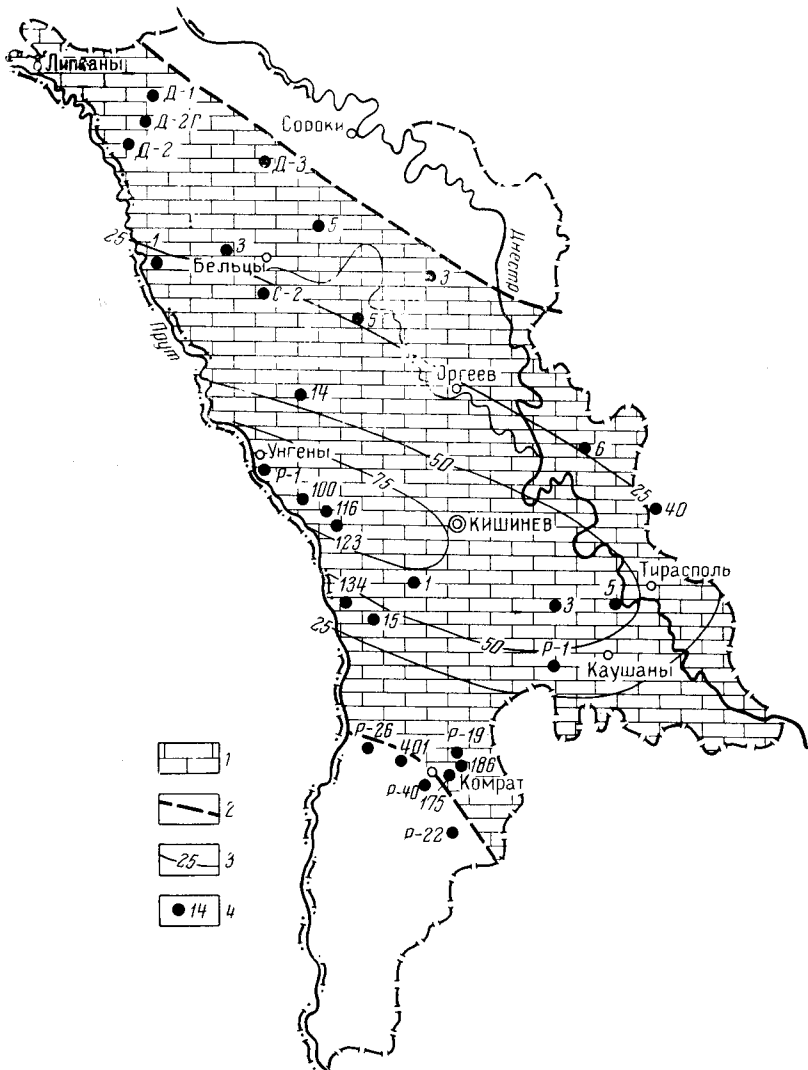 Липканы
Д-1
Д-2Г
Д-2
Сороки
Д-3
5
Днестр
25
1
3
Бельцы
3
С-2
5
Прут
Оргеев
14
50
6
Унгены
75
Р-1
25
100
40
116
КИШИНЕВ
123
Тирасполь
134
1
5
3
15
25
50
Р-1
Каушаны
Р-26
Р-19
401
186
Комрат
Р-40
175
Р-22
1
2
25
3
14
4